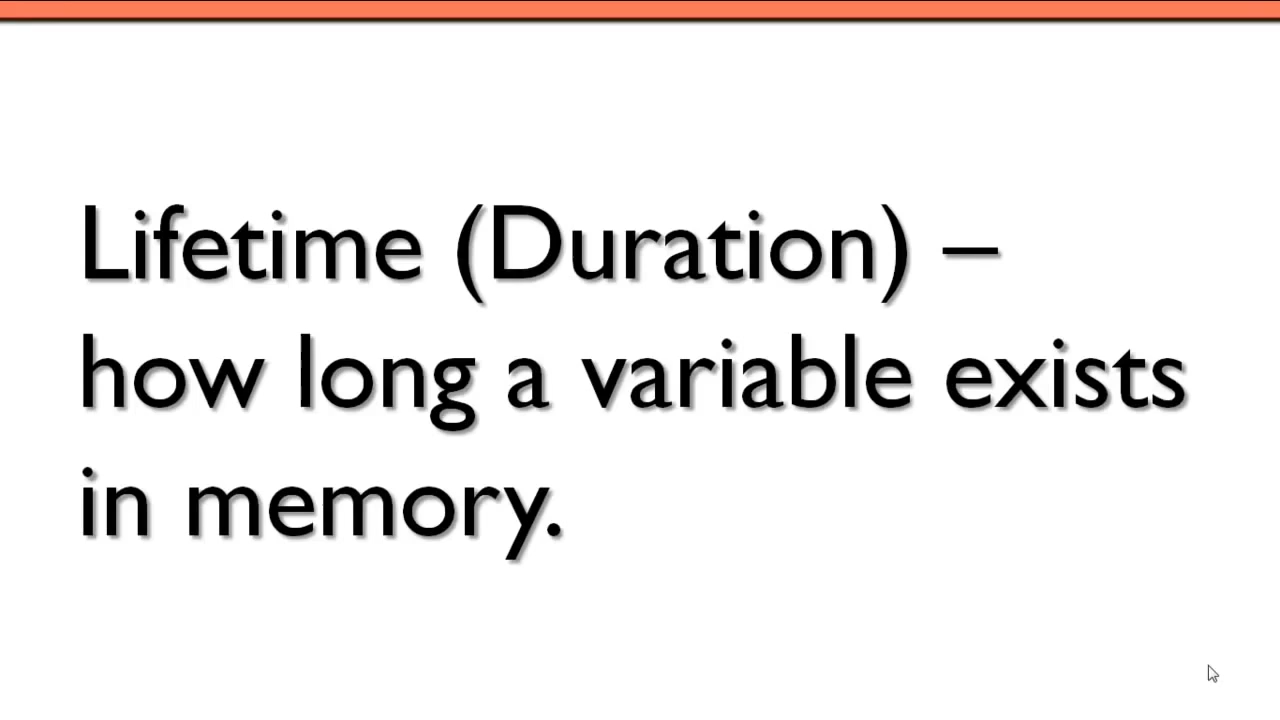 Lifetime (Duration) –
how long a variable exists
in memory.